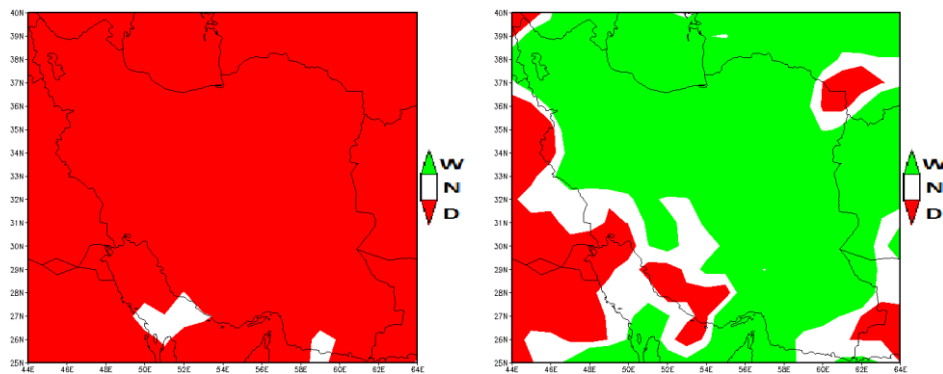 40N
39N
38N
37N
36N
35N
34N
33N
32N
31N
30N
29N
28N
27N
26N
25N
44E 46E 48E 50E 52E 54E 56E 58E 60E 62E 64E
W
N
D
40N
39N
38N
37N
36N
35N
34N
33N
32N
31N
30N
29N
28N
27N
26N
25N
44E 46E 48E 50E 52E 54E 56E 58E 60E 62E 64E
W
N
D